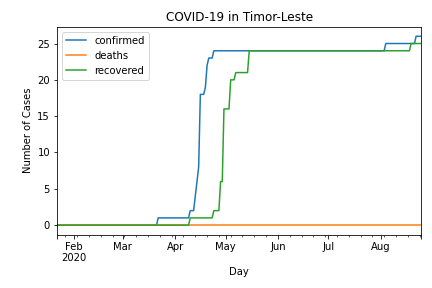 COVID-19 in Timor-Leste
confirmed
deaths
recovered
Number of Cases
25
20
15
10
5
0
Feb Mar Apr May Jun Jul Aug
2020
Day